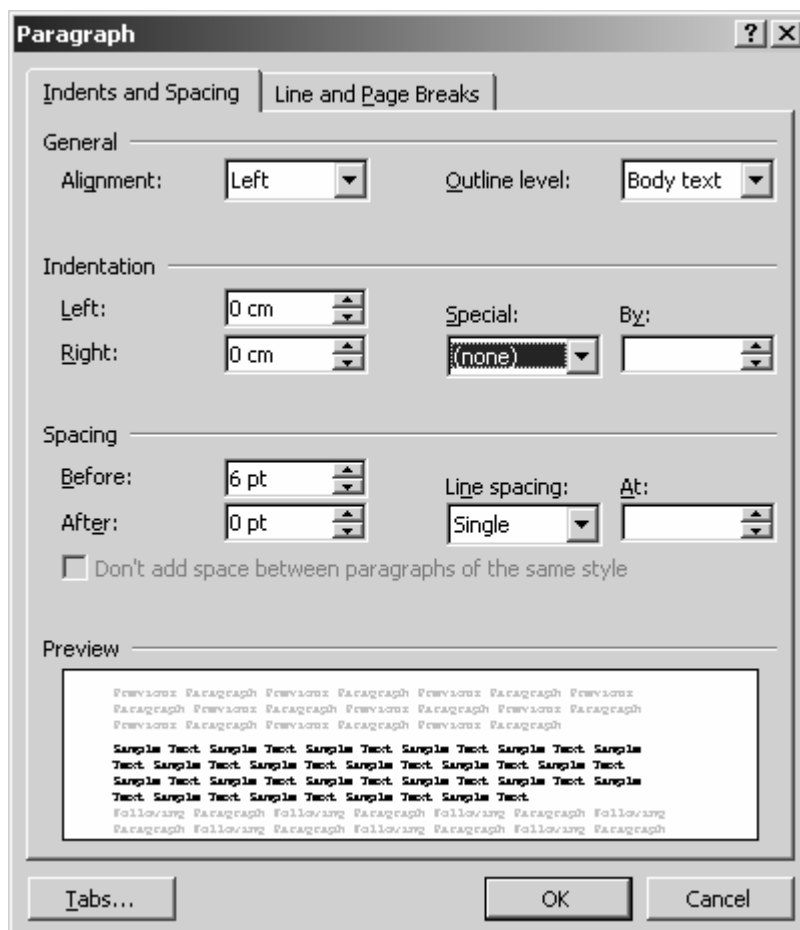 Paragraph
Indents and Spacing Line and Page Breaks
General
Alignment: Left Outline level: Body text
Indentation
Left: 0 cm Special: By:
Right: 0 cm (none)
Spacing
Before: 6 pt Line spacing: At:
After: 0 pt Single
Don't add space between paragraphs of the same style
Preview
Previous Paragraph Previous Paragraph Previous Paragraph Previous
Paragraph Previous Paragraph Previous Paragraph Previous Paragraph
Previous Paragraph Previous Paragraph Previous Paragraph
Sample Text Sample Text Sample Text Sample Text Sample Text Sample
Text Sample Text Sample Text Sample Text Sample Text Sample Text
Sample Text Sample Text Sample Text Sample Text Sample Text Sample
Text Sample Text Sample Text Sample Text Sample Text
Following Paragraph Following Paragraph Following Paragraph Following
Paragraph Following Paragraph Following Paragraph Following Paragraph
Tabs... OK Cancel